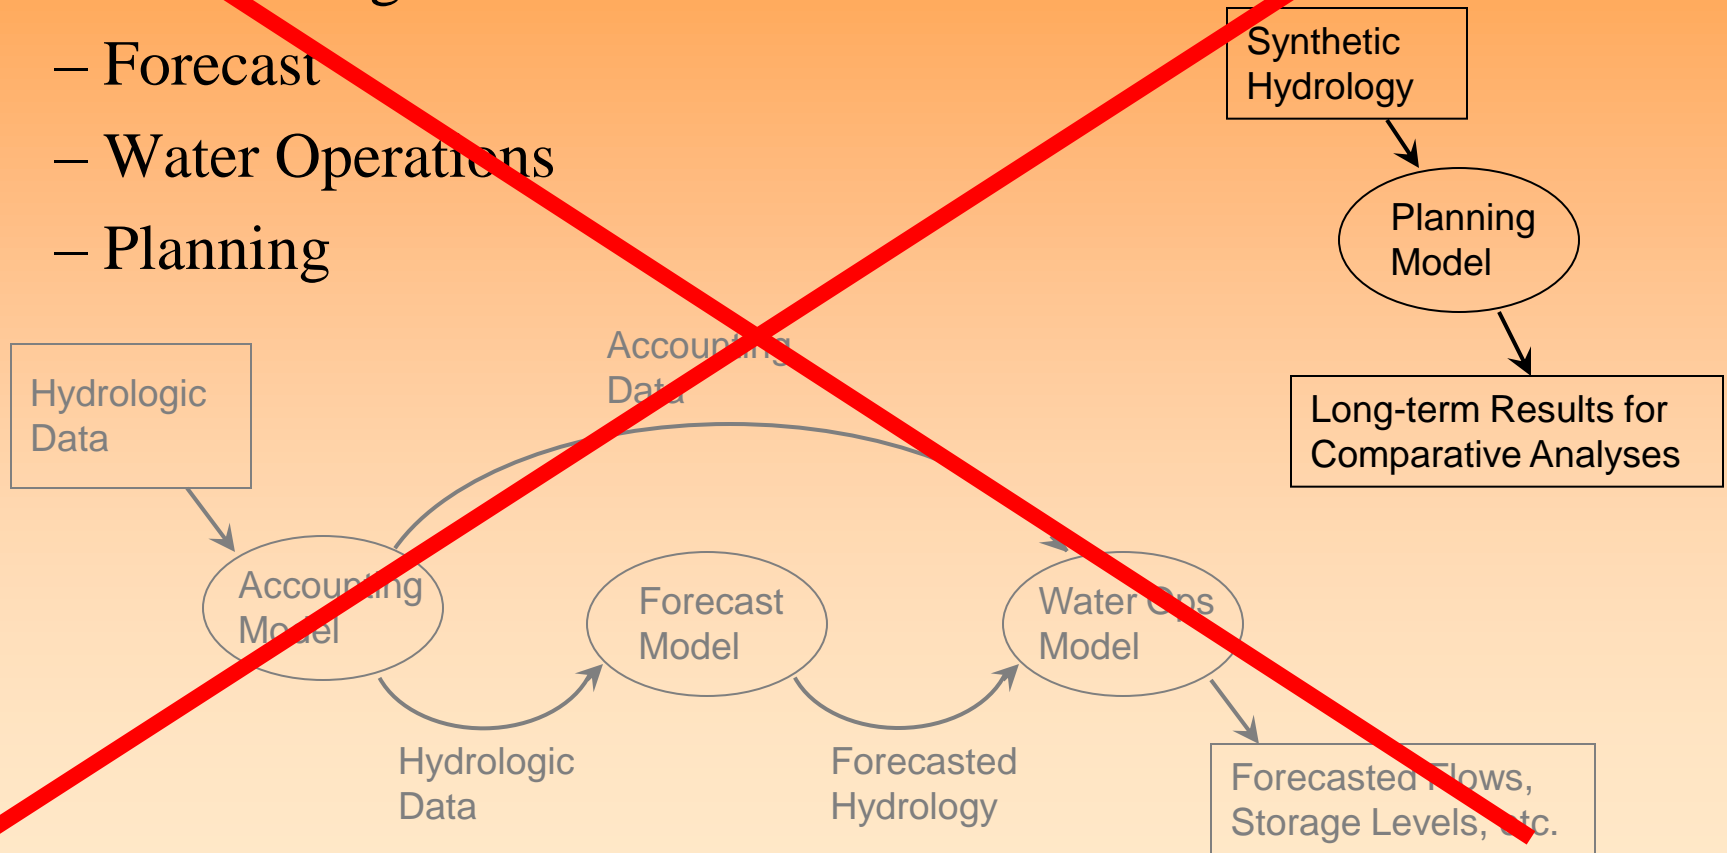 – Forecast
– Water Operations
– Planning
Synthetic
Hydrology
Planning
Model
Long-term Results for
Comparative Analyses
Accounting
Data
Hydrologic
Data
Accounting
Model
Forecast
Model
Water Ops
Model
Hydrologic
Data
Forecasted
Hydrology
Forecasted Flows,
Storage Levels, etc.